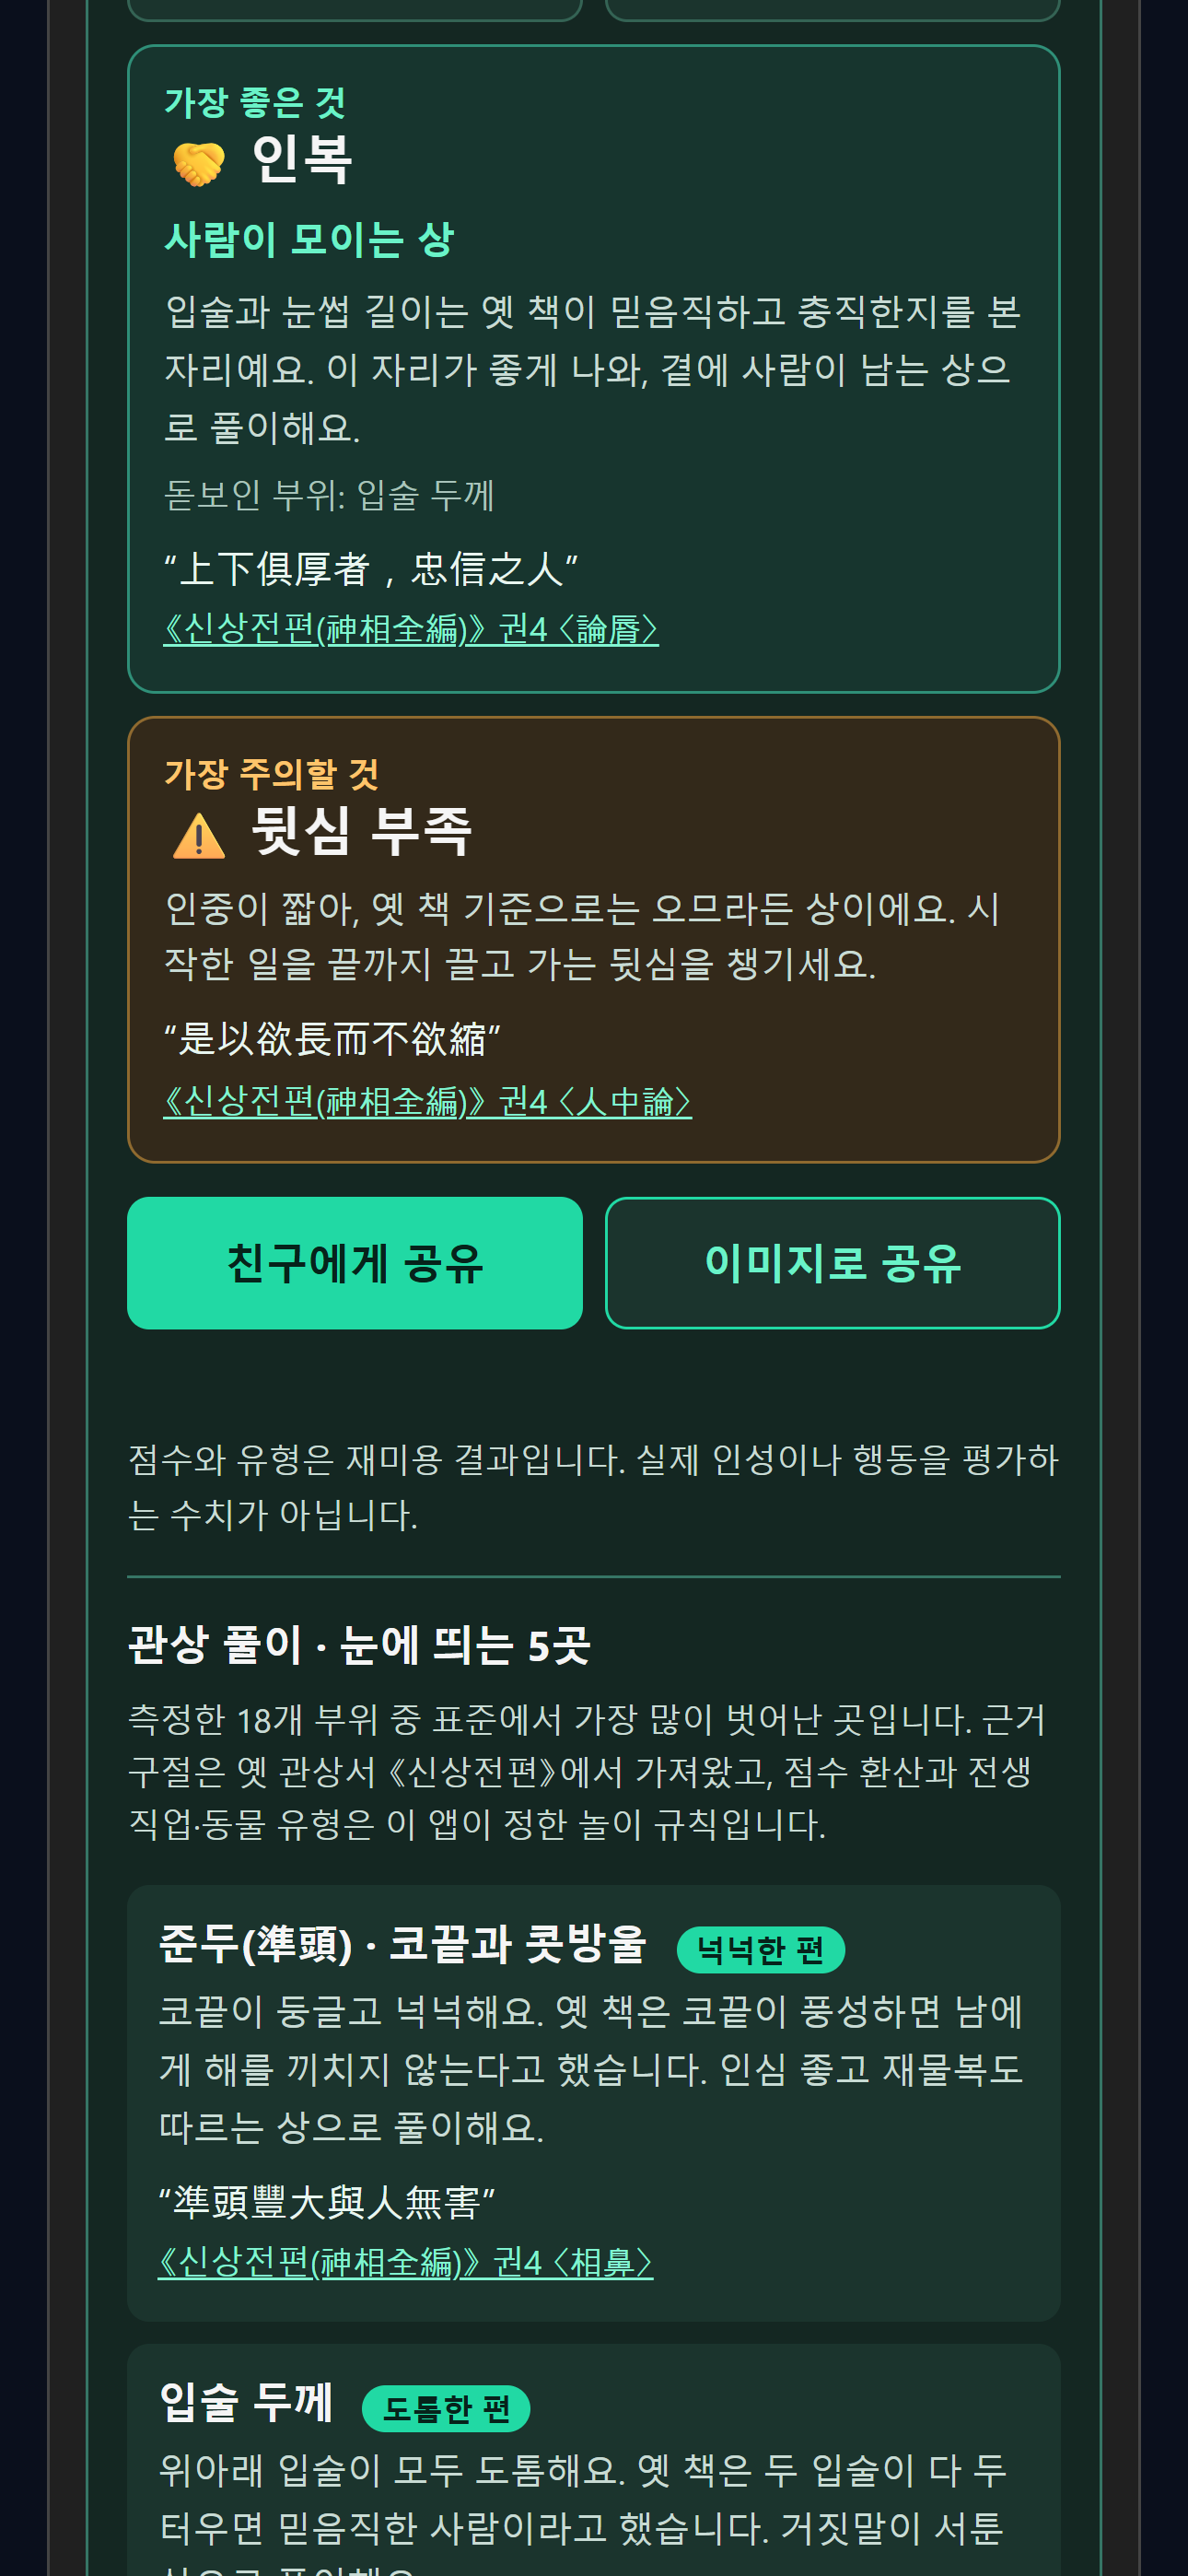 가장 좋은 것
인복
사람이 모이는 상
입술과 눈썹 길이는 옛 책이 믿음직하고 충직한지를 본
자리예요. 이 자리가 좋게 나와, 곁에 사람이 남는 상으
로 풀이해요.
돋보인 부위: 입술 두께
“上下俱厚者，忠信之人”
《신상전편(神相全編)》 권4 〈論脣〉
가장 주의할 것
뒷심 부족
인중이 짧아, 옛 책 기준으로는 오므라든 상이에요. 시
작한 일을 끝까지 끌고 가는 뒷심을 챙기세요.
“是以欲長而不欲縮”
《신상전편(神相全編)》 권4 〈人中論〉
친구에게 공유
이미지로 공유
점수와 유형은 재미용 결과입니다. 실제 인성이나 행동을 평가하
는 수치가 아닙니다.
관상 풀이 · 눈에 띄는 5곳
측정한 18개 부위 중 표준에서 가장 많이 벗어난 곳입니다. 근거
구절은 옛 관상서 《신상전편》에서 가져왔고, 점수 환산과 전생
직업·동물 유형은 이 앱이 정한 놀이 규칙입니다.
준두(準頭) · 코끝과 콧방울 넉넉한 편
코끝이 둥글고 넉넉해요. 옛 책은 코끝이 풍성하면 남에
게 해를 끼치지 않는다고 했습니다. 인심 좋고 재물복도
따르는 상으로 풀이해요.
“準頭豐大與人無害”
《신상전편(神相全編)》 권4 〈相鼻〉
입술 두께 도톰한 편
위아래 입술이 모두 도톰해요. 옛 책은 두 입술이 다 두
터우면 믿음직한 사람이라고 했습니다. 거짓말이 서툰